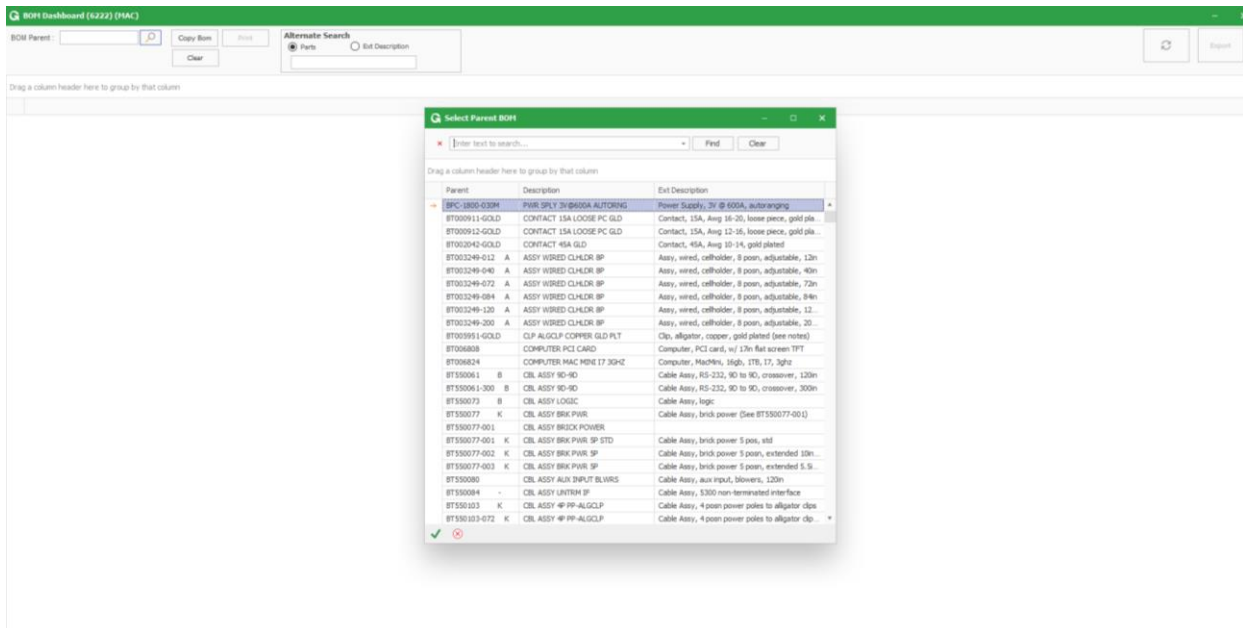 BOM Dashboard (6222) (MAC)
BOM Parent :
Copy Bom
Print
Clear
Alternate Search
Parts
Ext Description
Export
Drag a column header here to group by that column
Select Parent BOM
Enter text to search...
Find
Clear
Drag a column header here to group by that column
Parent Description Ext Description
BPC-1800-030M PWR SPLY 3V@600A AUTORNG Power Supply, 3V @ 600A, autoranging
BT000911-GOLD CONTACT 15A LOOSE PC GLD Contact, 15A, Awg 16-20, loose piece, gold pla...
BT000912-GOLD CONTACT 15A LOOSE PC GLD Contact, 15A, Awg 12-16, loose piece, gold pla...
BT002042-GOLD CONTACT 45A GLD Contact, 45A, Awg 10-14, gold plated
BT003249-012 A ASSY WIRED CLHLDR 8P Assy, wired, cellholder, 8 posn, adjustable, 12in
BT003249-040 A ASSY WIRED CLHLDR 8P Assy, wired, cellholder, 8 posn, adjustable, 40in
BT003249-072 A ASSY WIRED CLHLDR 8P Assy, wired, cellholder, 8 posn, adjustable, 72in
BT003249-084 A ASSY WIRED CLHLDR 8P Assy, wired, cellholder, 8 posn, adjustable, 84in
BT003249-120 A ASSY WIRED CLHLDR 8P Assy, wired, cellholder, 8 posn, adjustable, 12...
BT003249-200 A ASSY WIRED CLHLDR 8P Assy, wired, cellholder, 8 posn, adjustable, 20...
BT005951-GOLD CLP ALGCLP COPPER GLD PLT Clip, alligator, copper, gold plated (see notes)
BT006808 COMPUTER PCI CARD Computer, PCI card, w/ 17in flat screen TFT
BT006824 COMPUTER MAC MINI I7 3GHZ Computer, MacMini, 16gb, 1TB, I7, 3ghz
BT550061 B CBL ASSY 9D-9D Cable Assy, RS-232, 9D to 9D, crossover, 120in
BT550061-300 B CBL ASSY 9D-9D Cable Assy, RS-232, 9D to 9D, crossover, 300in
BT550073 B CBL ASSY LOGIC Cable Assy, logic
BT550077 K CBL ASSY BRK PWR Cable Assy, brick power (See BT550077-001)
BT550077-001 CBL ASSY BRICK POWER
BT550077-001 K CBL ASSY BRK PWR 5P STD Cable Assy, brick power 5 pos, std
BT550077-002 K CBL ASSY BRK PWR 5P Cable Assy, brick power 5 posn, extended 10in...
BT550077-003 K CBL ASSY BRK PWR 5P Cable Assy, brick power 5 posn, extended 5.5i...
BT550080 CBL ASSY AUX INPUT BLWRS Cable Assy, aux input, blowers, 120in
BT550084 - CBL ASSY UNTRM IF Cable Assy, 5300 non-terminated interface
BT550103 K CBL ASSY 4P PP-ALGCLP Cable Assy, 4 posn power poles to alligator clips
BT550103-072 K CBL ASSY 4P PP-ALGCLP Cable Assy, 4 posn power poles to alligator clip...